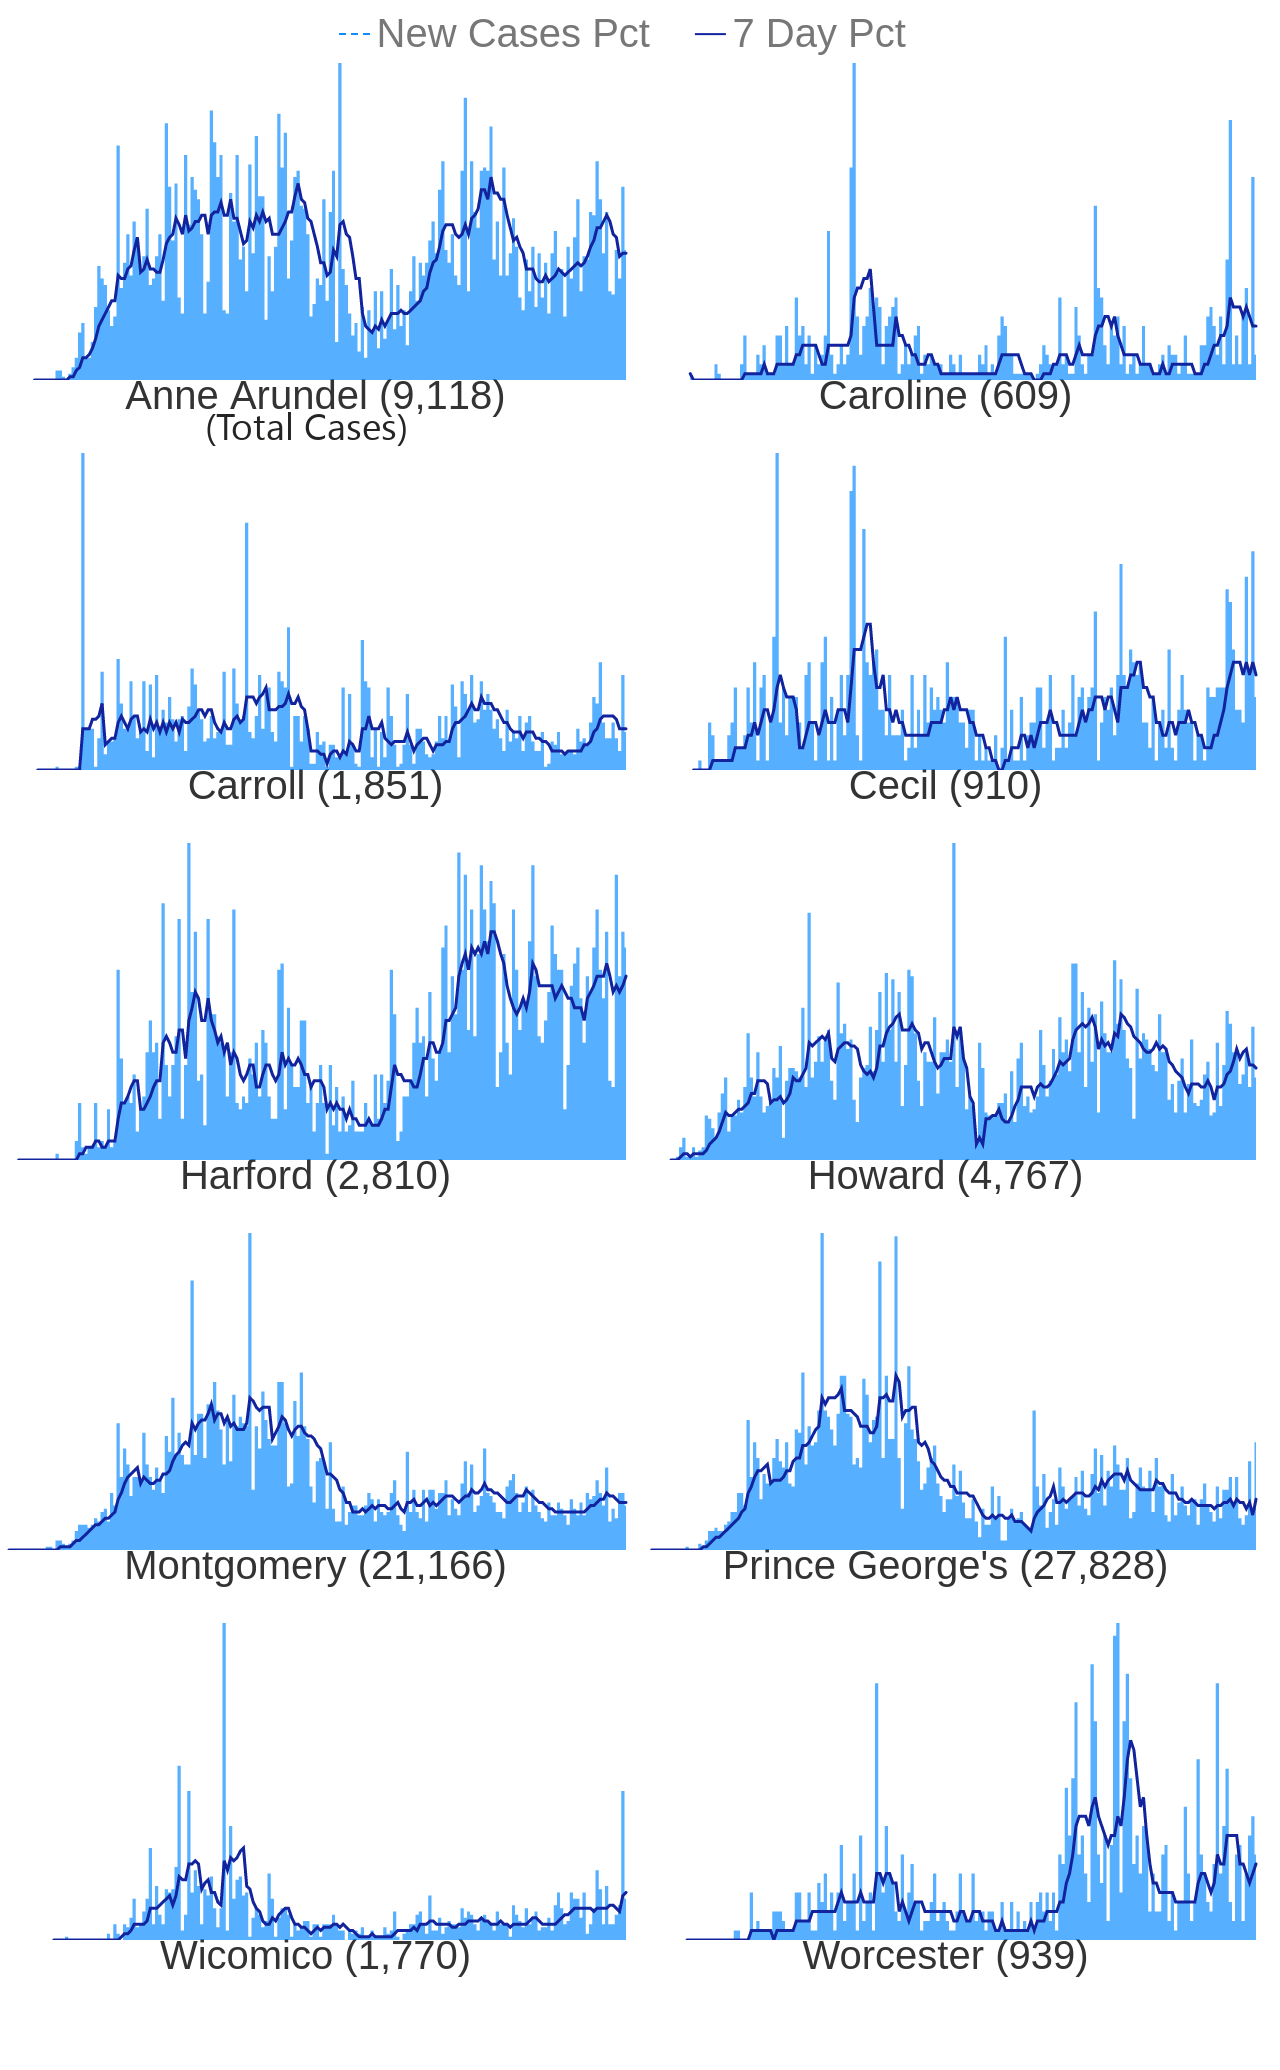 New Cases Pct 7 Day Pct
Anne Arundel (9,118) Caroline (609)
(Total Cases)
Carroll (1,851) Cecil (910)
Harford (2,810) Howard (4,767)
Montgomery (21,166) Prince George's (27,828)
Wicomico (1,770) Worcester (939)